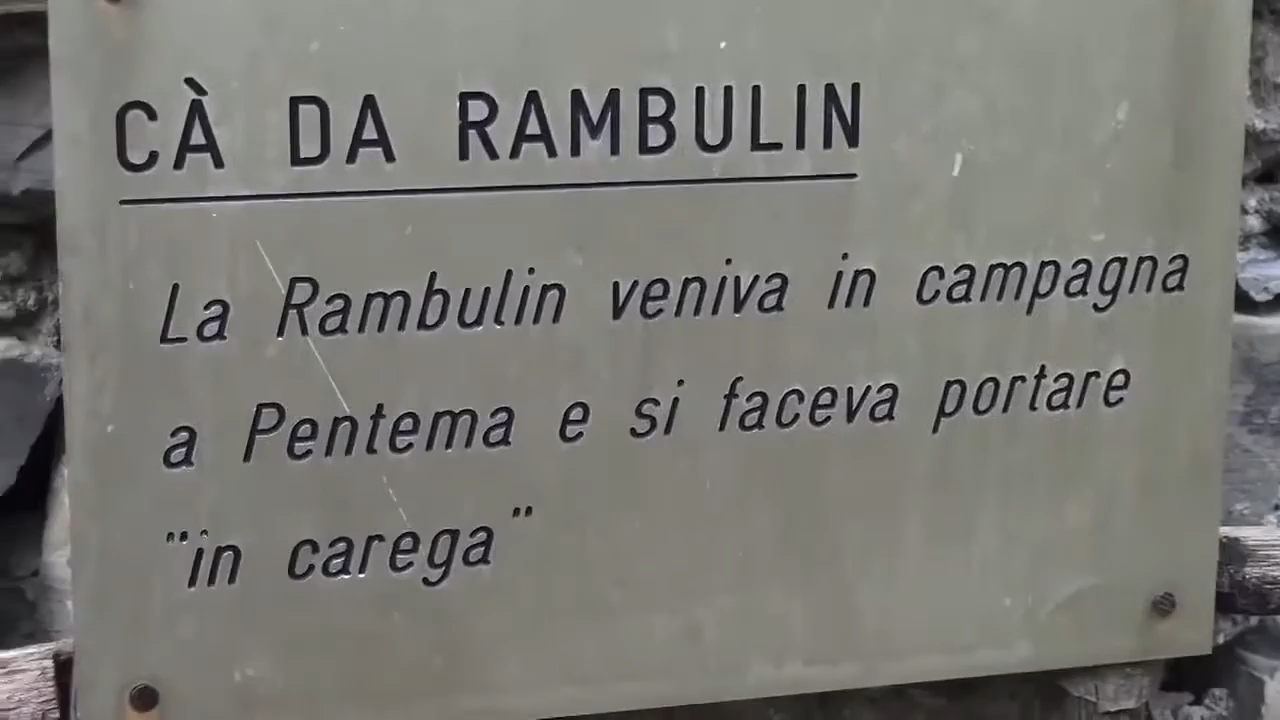 CÀ DA RAMBULIN
La Rambulin veniva in campagna
a Pentema e si faceva portare
"in carega"